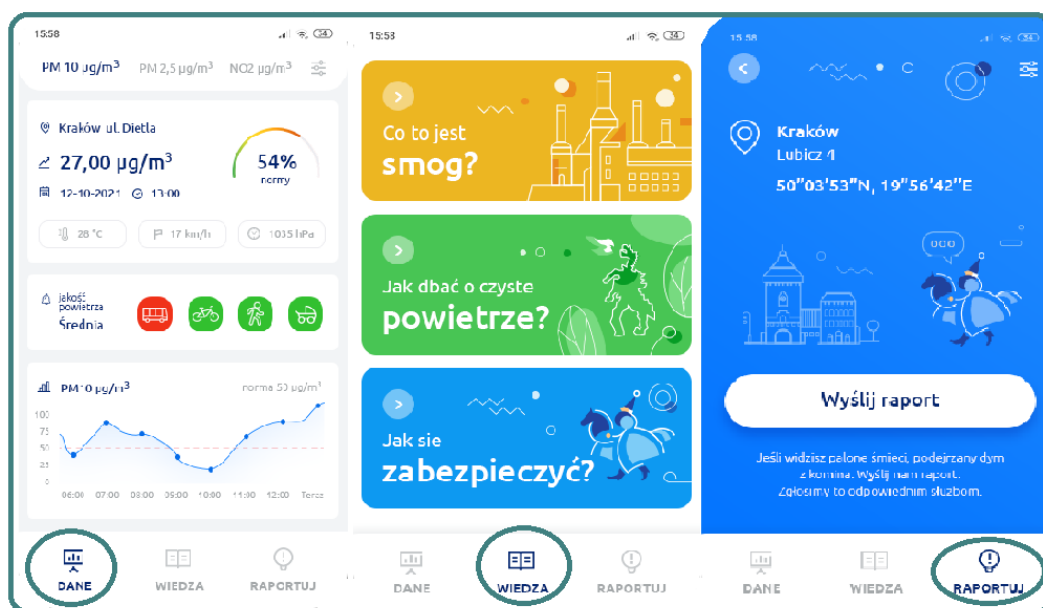 15:58
34
PM 10 µg/m³ PM 2,5 µg/m³ NO2 µg/m³
Kraków ul. Dietla
27,00 µg/m³
12-10-2021 13:00
54%
normy
28 °C 17 km/h 1035 hPa
jakość
powietrza
Średnia
PM10 µg/m³ norma 50 µg/m³
100
75
50
25
0
06:00 07:00 08:00 09:00 10:00 11:00 12:00 Teraz
DANE WIEDZA RAPORTUJ
15:58
34
Co to jest
smog?
Jak dbać o czyste
powietrze?
Jak sie
zabezpieczyć?
DANE WIEDZA RAPORTUJ
15:58
34
Kraków
Lubicz 4
50"03'53"N, 19"56'42"E
Wyślij raport
Jeśli widzisz palone śmieci, podejrzany dym
z komina. Wyślij nam raport.
Zgłosimy to odpowiednim służbom.
DANE WIEDZA RAPORTUJ